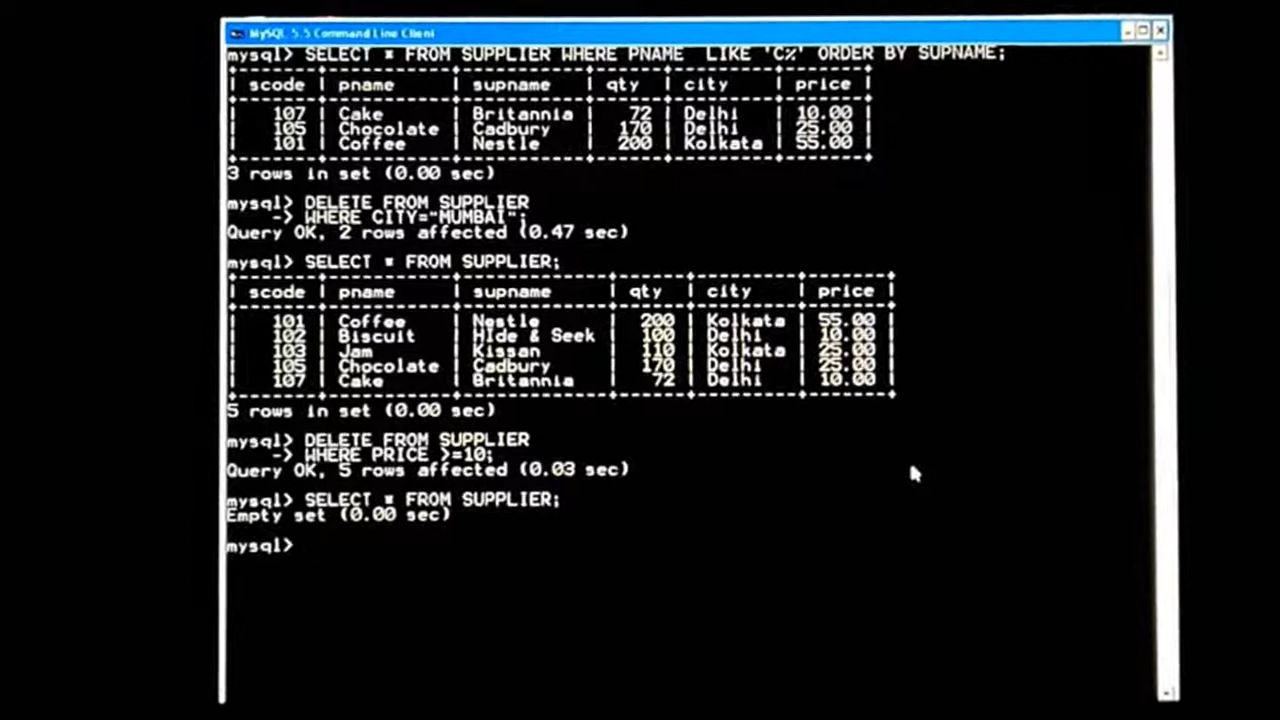 MySQL 5.5 Command Line Client
mysql> SELECT * FROM SUPPLIER WHERE PNAME  LIKE 'C%' ORDER BY SUPNAME;
+-------+-----------+-----------+------+---------+-------+
| scode | pname     | supname   | qty  | city    | price |
+-------+-----------+-----------+------+---------+-------+
|   107 | Cake      | Britannia |   72 | Delhi   | 10.00 |
|   105 | Chocolate | Cadbury   |  170 | Delhi   | 25.00 |
|   101 | Coffee    | Nestle    |  200 | Kolkata | 55.00 |
+-------+-----------+-----------+------+---------+-------+
3 rows in set (0.00 sec)
mysql> DELETE FROM SUPPLIER
    -> WHERE CITY="MUMBAI";
Query OK, 2 rows affected (0.47 sec)
mysql> SELECT * FROM SUPPLIER;
+-------+-----------+-------------+------+---------+-------+
| scode | pname     | supname     | qty  | city    | price |
+-------+-----------+-------------+------+---------+-------+
|   101 | Coffee    | Nestle      |  200 | Kolkata | 55.00 |
|   102 | Biscuit   | Hide & Seek |  100 | Delhi   | 10.00 |
|   103 | Jam       | Kissan      |  110 | Kolkata | 25.00 |
|   105 | Chocolate | Cadbury     |  170 | Delhi   | 25.00 |
|   107 | Cake      | Britannia   |   72 | Delhi   | 10.00 |
+-------+-----------+-------------+------+---------+-------+
5 rows in set (0.00 sec)
mysql> DELETE FROM SUPPLIER
    -> WHERE PRICE >=10;
Query OK, 5 rows affected (0.03 sec)
mysql> SELECT * FROM SUPPLIER;
Empty set (0.00 sec)
mysql>